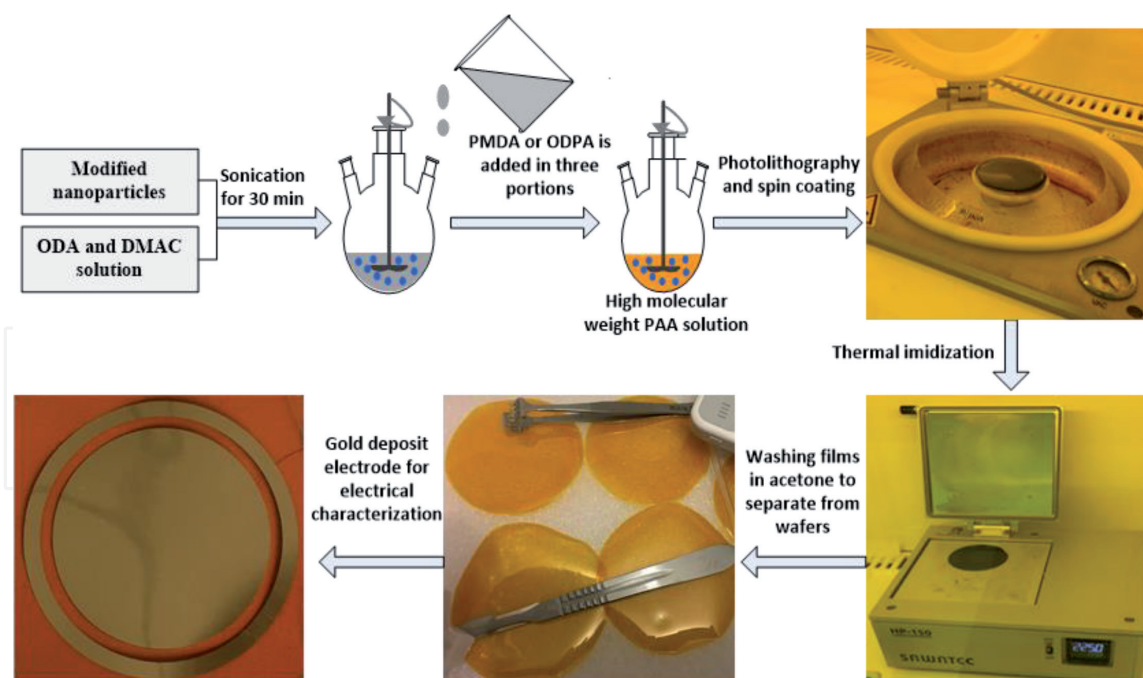 Modified
nanoparticles
ODA and DMAC
solution
Sonication
for 30 min
PMDA or ODPA is
added in three
portions
High molecular
weight PAA solution
Photolithography
and spin coating
Thermal imidization
VAC
HP-150
SAWATEC
225.0
Washing films
in acetone to
separate from
wafers
Gold deposit
electrode for
electrical
characterization